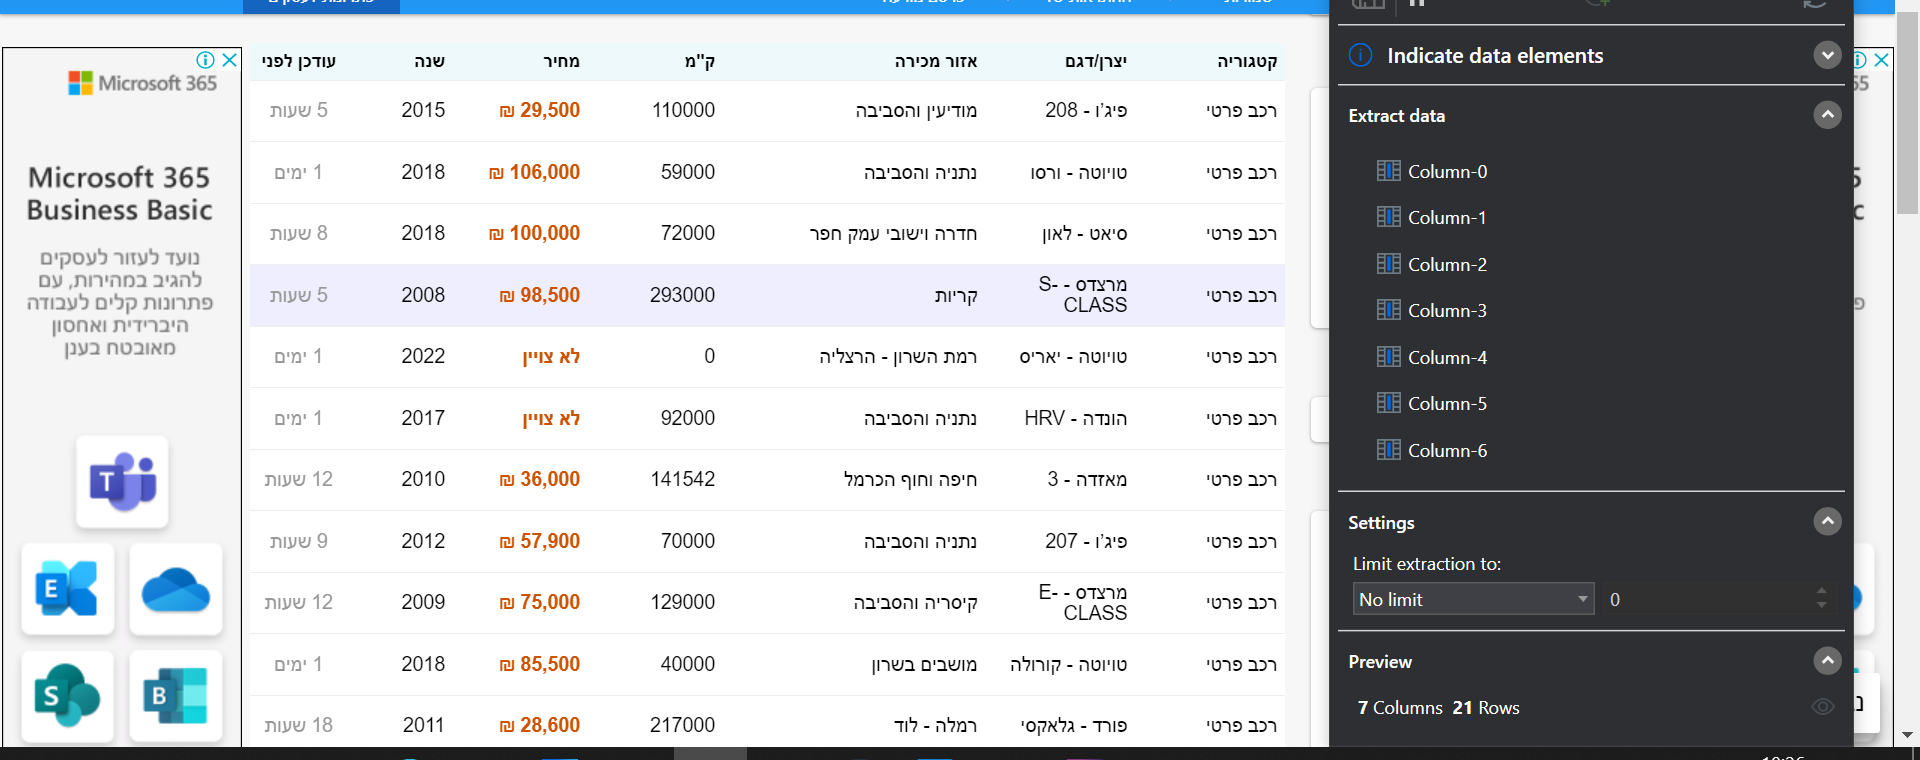 Microsoft 365
Microsoft 365
Business Basic
נועד לעזור לעסקים
להגיב במהירות, עם
פתרונות קלים לעבודה
היברידית ואחסון
מאובטח בענן
קטגוריה יצרן/דגם אזור מכירה ק"מ מחיר שנה עודכן לפני
רכב פרטי פיג'ו - 208 מודיעין והסביבה 110000 29,500 ₪ 2015 5 שעות
רכב פרטי טויוטה - ורסו נתניה והסביבה 59000 106,000 ₪ 2018 1 ימים
רכב פרטי סיאט - לאון חדרה וישובי עמק חפר 72000 100,000 ₪ 2018 8 שעות
רכב פרטי מרצדס - S-
CLASS קריות 293000 98,500 ₪ 2008 5 שעות
רכב פרטי טויוטה - יאריס רמת השרון - הרצליה 0 לא צויין 2022 1 ימים
רכב פרטי הונדה - HRV נתניה והסביבה 92000 לא צויין 2017 1 ימים
רכב פרטי מאזדה - 3 חיפה וחוף הכרמל 141542 36,000 ₪ 2010 12 שעות
רכב פרטי פיג'ו - 207 נתניה והסביבה 70000 57,900 ₪ 2012 9 שעות
רכב פרטי מרצדס - E-
CLASS קיסריה והסביבה 129000 75,000 ₪ 2009 12 שעות
רכב פרטי טויוטה - קורולה מושבים בשרון 40000 85,500 ₪ 2018 1 ימים
רכב פרטי פורד - גלאקסי רמלה - לוד 217000 28,600 ₪ 2011 18 שעות
Indicate data elements
Extract data
Column-0
Column-1
Column-2
Column-3
Column-4
Column-5
Column-6
Settings
Limit extraction to:
No limit 0
Preview
7 Columns 21 Rows